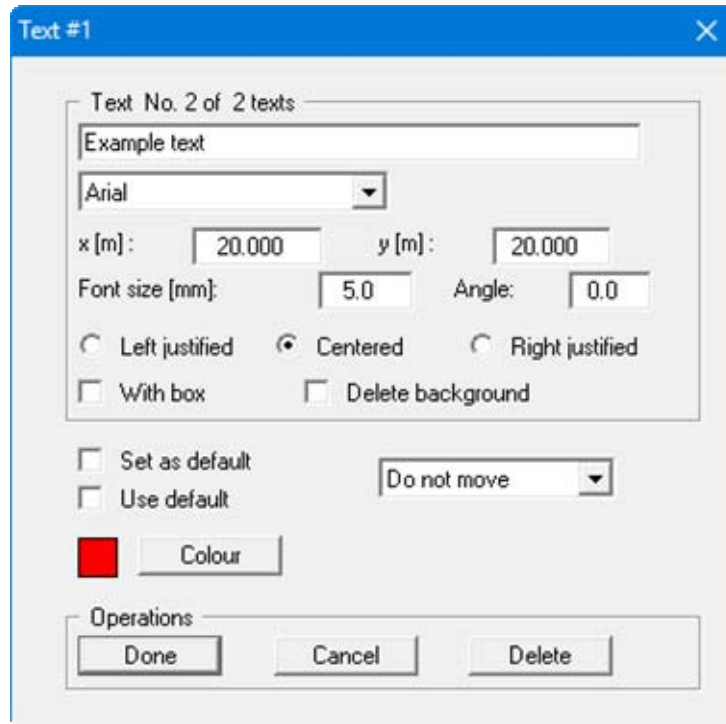 Text #1
Text No. 2 of 2 texts
Example text
Arial
x [m] : 20.000 y [m] : 20.000
Font size [mm]: 5.0 Angle: 0.0
Left justified Centered Right justified
With box Delete background
Set as default
Do not move
Use default
Colour
Operations
Done Cancel Delete